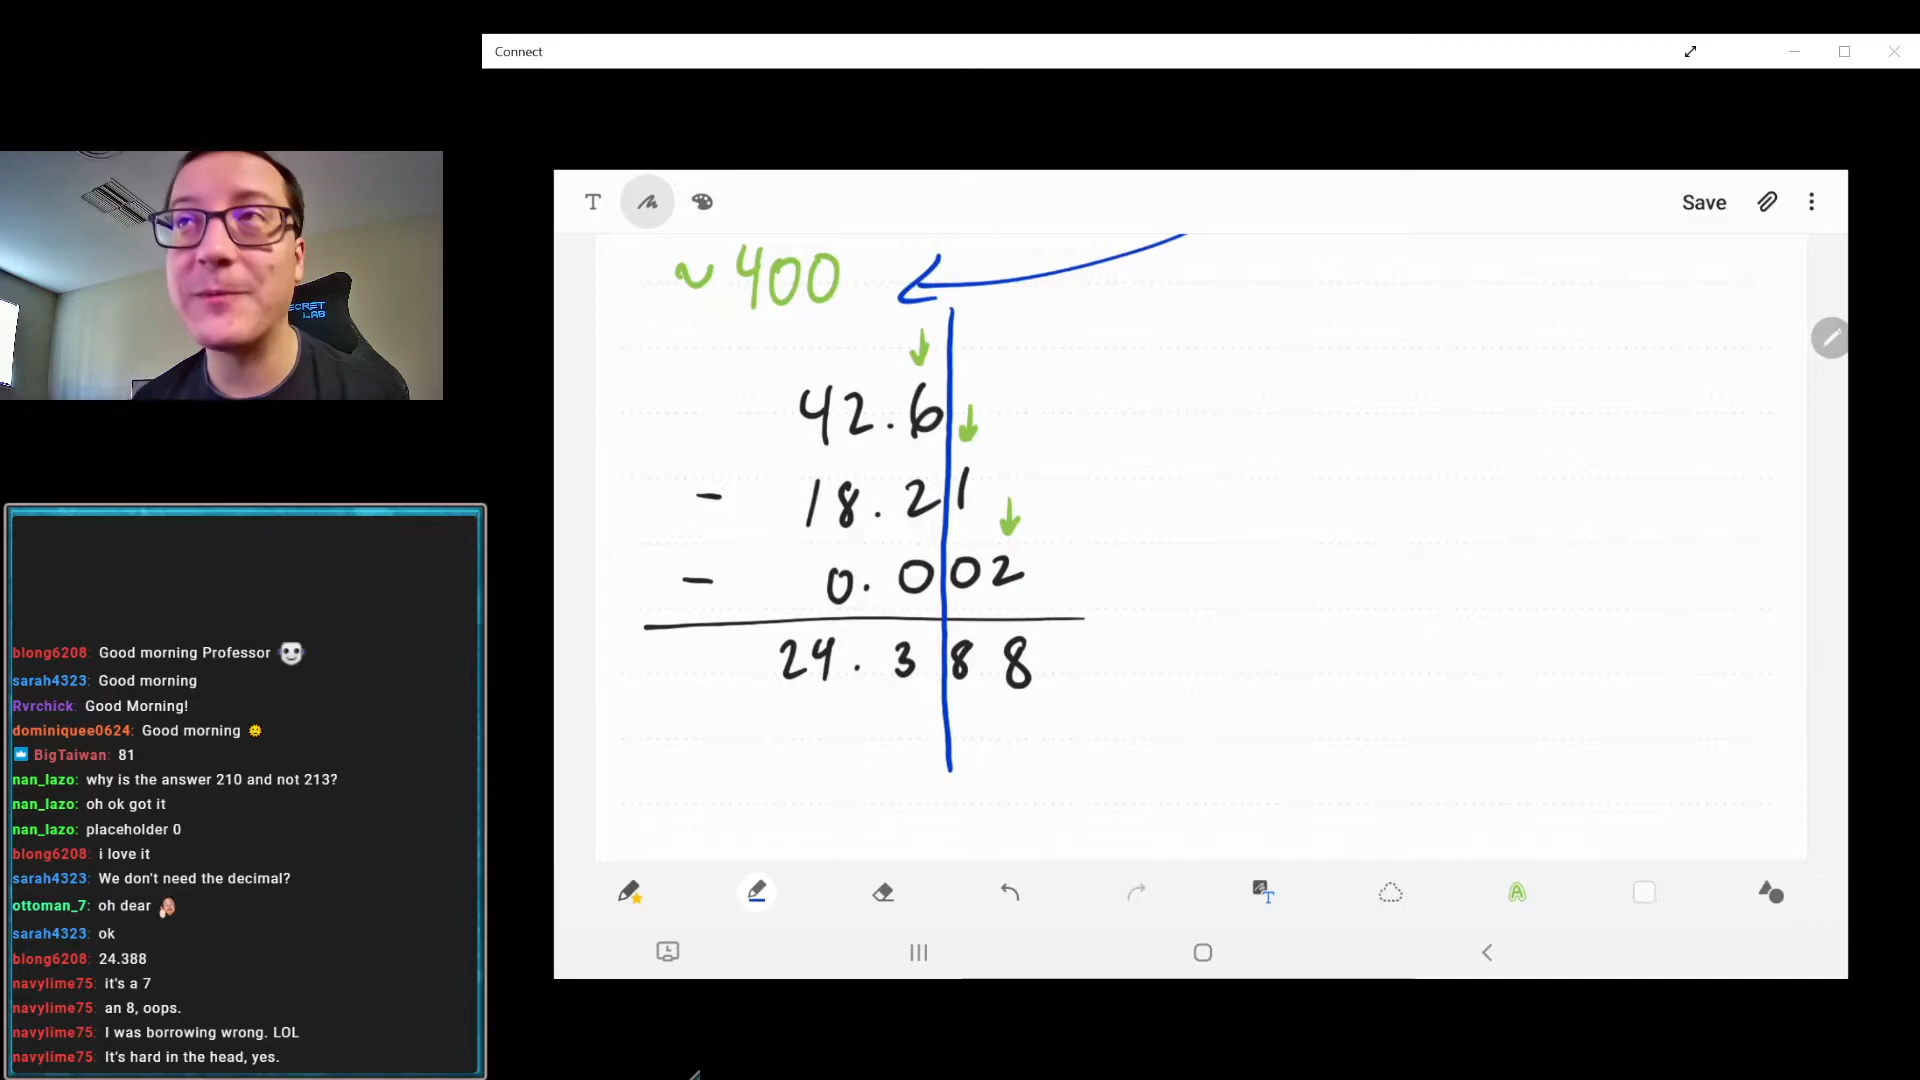 Connect
T
Save
~ 400
42.6
- 18.21
- 0.002
24.388
SECRET
LAB
blong6208: Good morning Professor
sarah4323: Good morning
Rvrchick: Good Morning!
dominiquee0624: Good morning
BigTaiwan: 81
nan_lazo: why is the answer 210 and not 213?
nan_lazo: oh ok got it
nan_lazo: placeholder 0
blong6208: i love it
sarah4323: We don't need the decimal?
ottoman_7: oh dear
sarah4323: ok
blong6208: 24.388
navylime75: it's a 7
navylime75: an 8, oops.
navylime75: I was borrowing wrong. LOL
navylime75: It's hard in the head, yes.